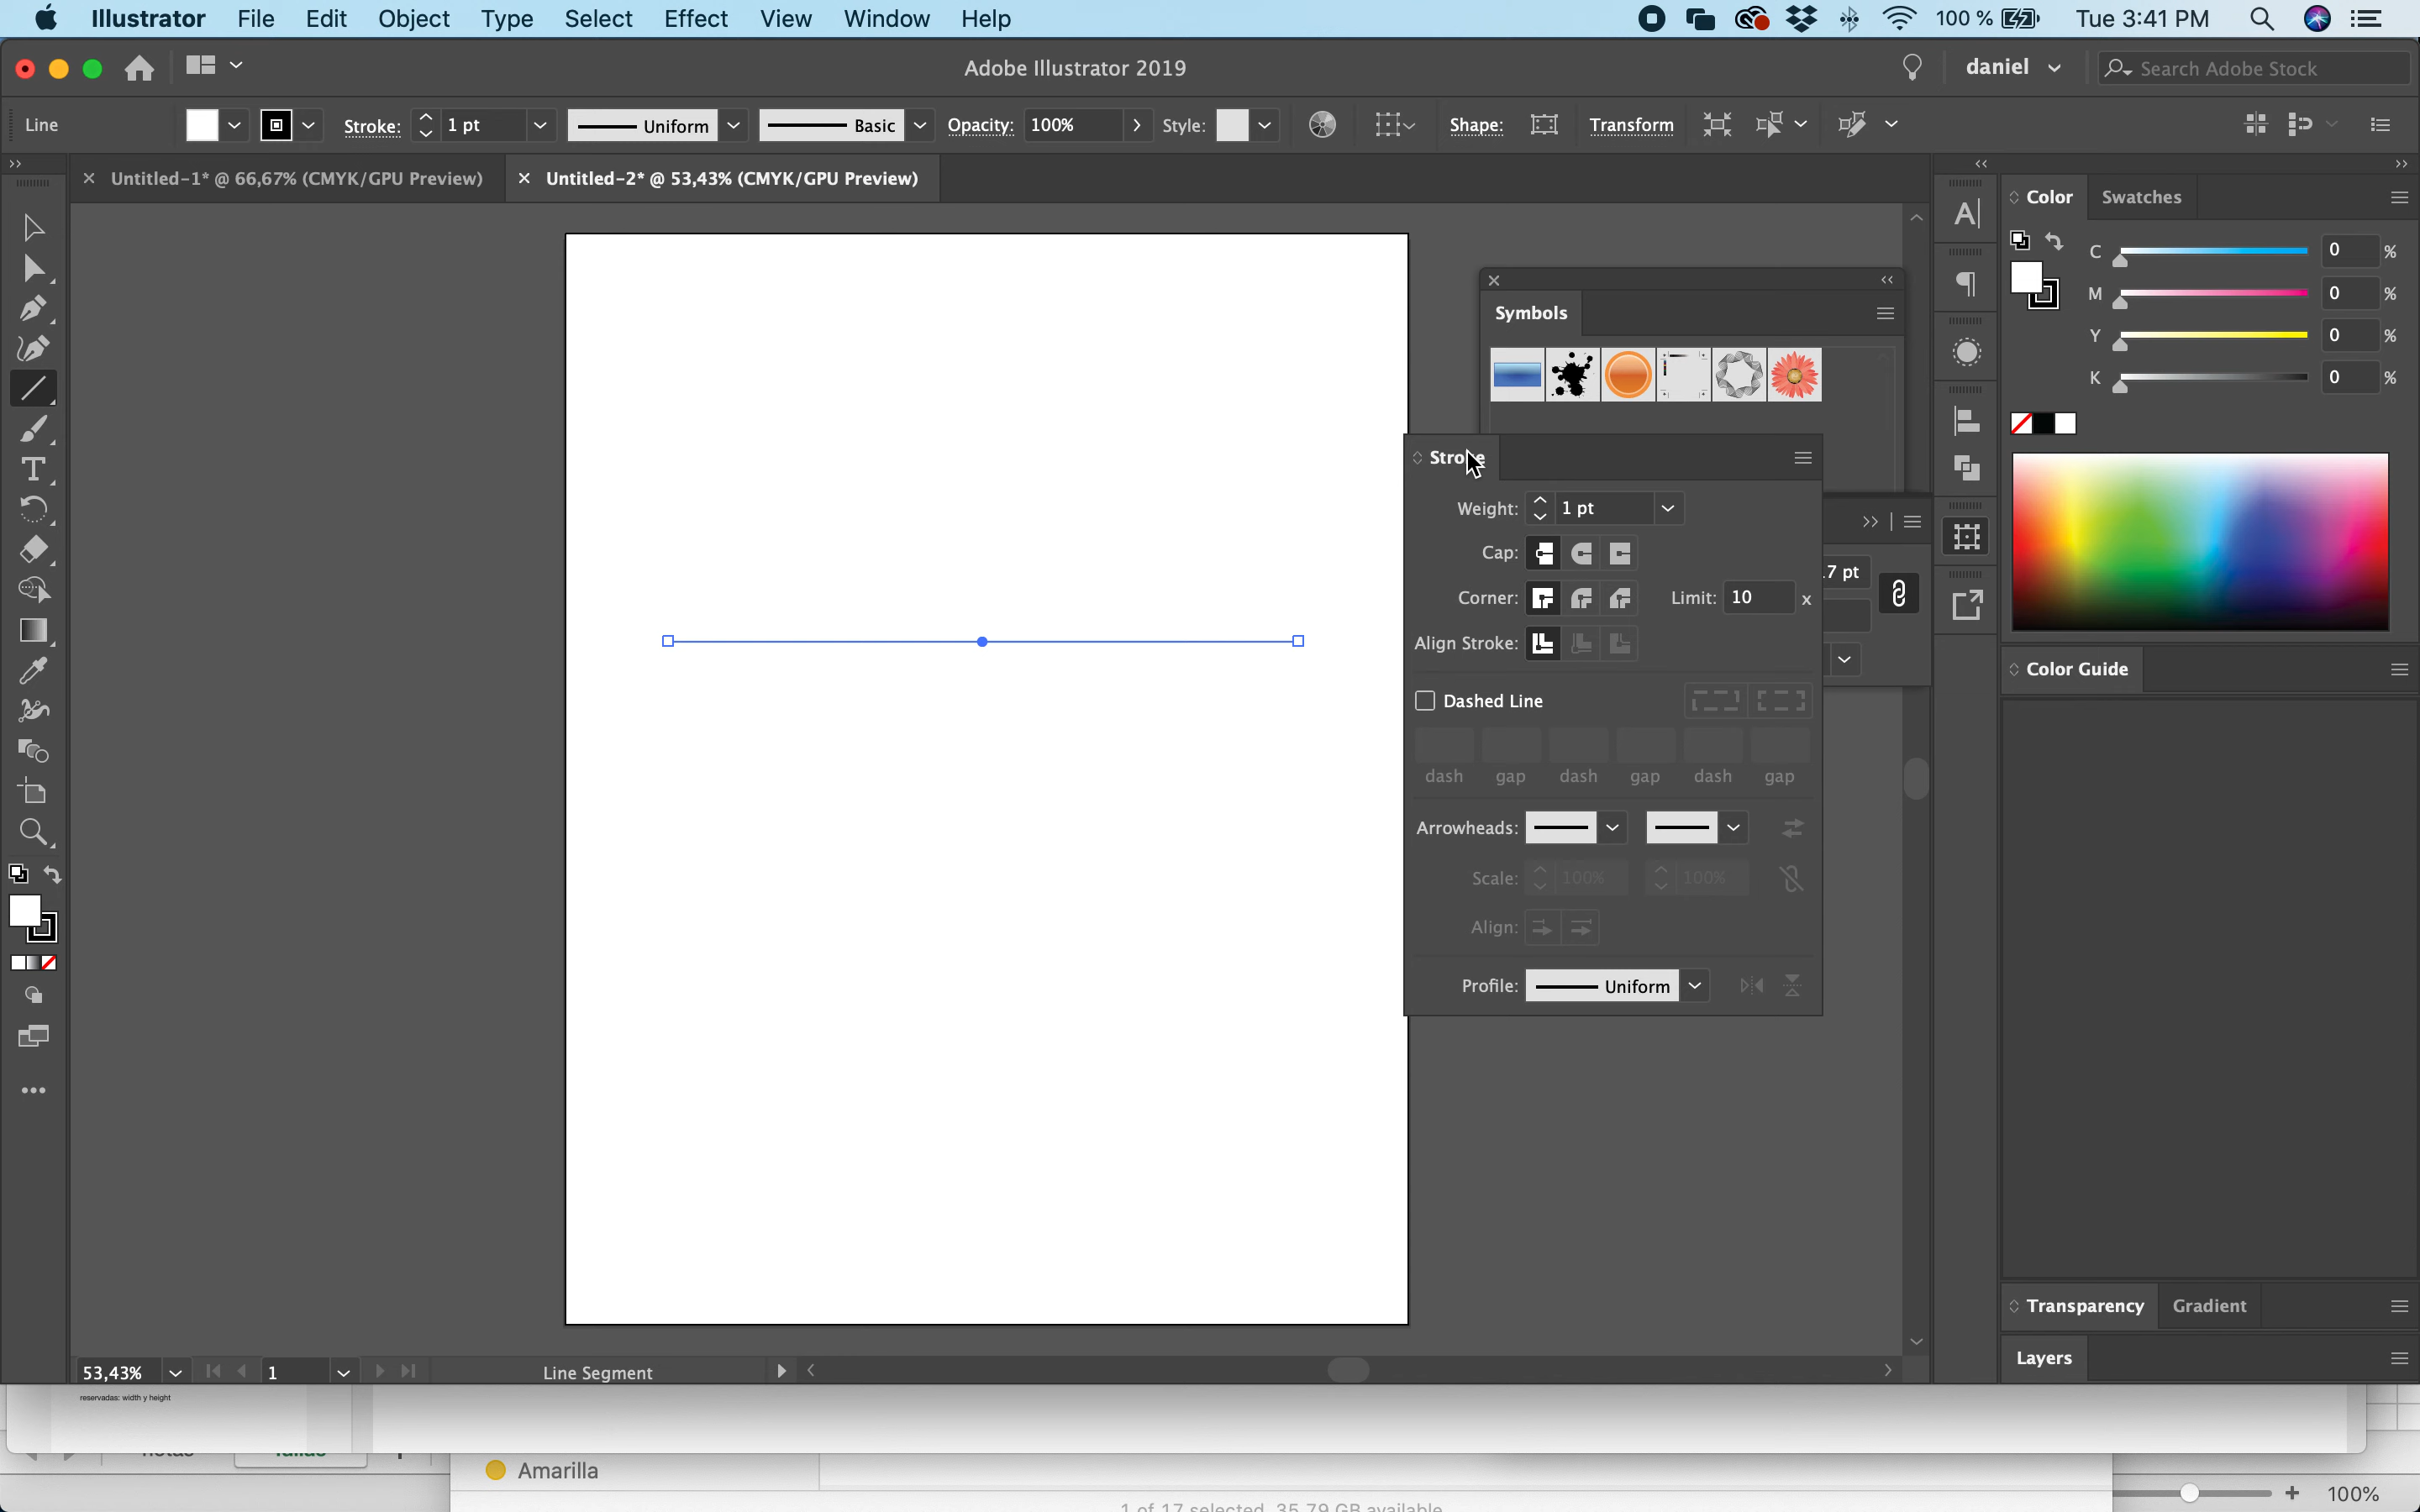 Illustrator File Edit Object Type Select Effect View Window Help 100 % Tue 3:41 PM
Adobe Illustrator 2019 daniel Search Adobe Stock
Line Stroke: 1 pt Uniform Basic Opacity: 100% Style: Shape: Transform
Untitled-1* @ 66,67% (CMYK/GPU Preview) Untitled-2* @ 53,43% (CMYK/GPU Preview)
Color Swatches
C 0 %
M 0 %
Y 0 %
K 0 %
Symbols
Stroke
Weight: 1 pt
Cap:
Corner: Limit: 10 x
Align Stroke:
Dashed Line
dash gap dash gap dash gap
Arrowheads:
Scale: 100% 100%
Align:
Profile: Uniform
.7 pt
Color Guide
Transparency Gradient
Layers
53,43% 1 Line Segment
reservadas: width y height
notas
Amarilla
1 of 17 selected, 35,79 GB available
100%